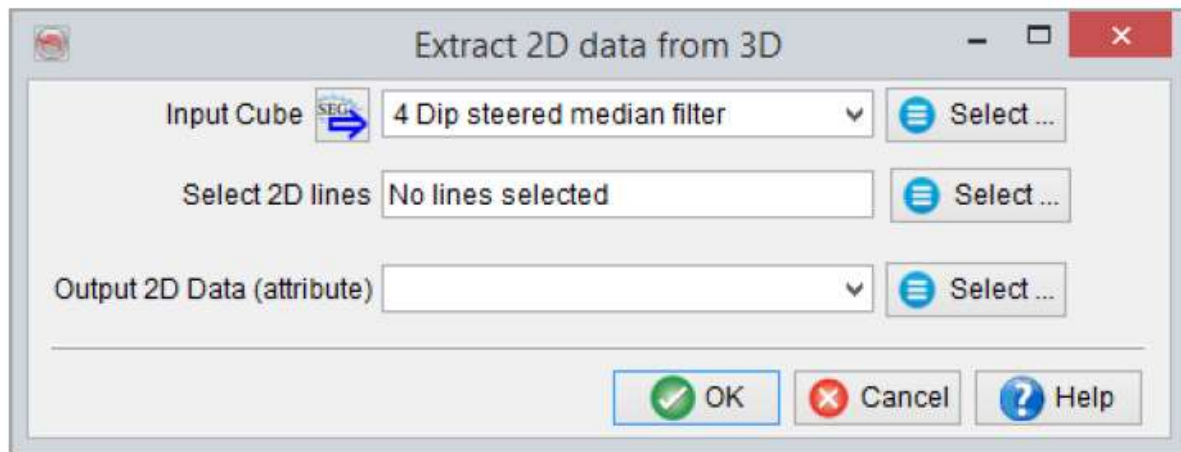 Extract 2D data from 3D
Input Cube SEG 4 Dip steered median filter Select ...
Select 2D lines No lines selected Select ...
Output 2D Data (attribute) Select ...
OK Cancel Help